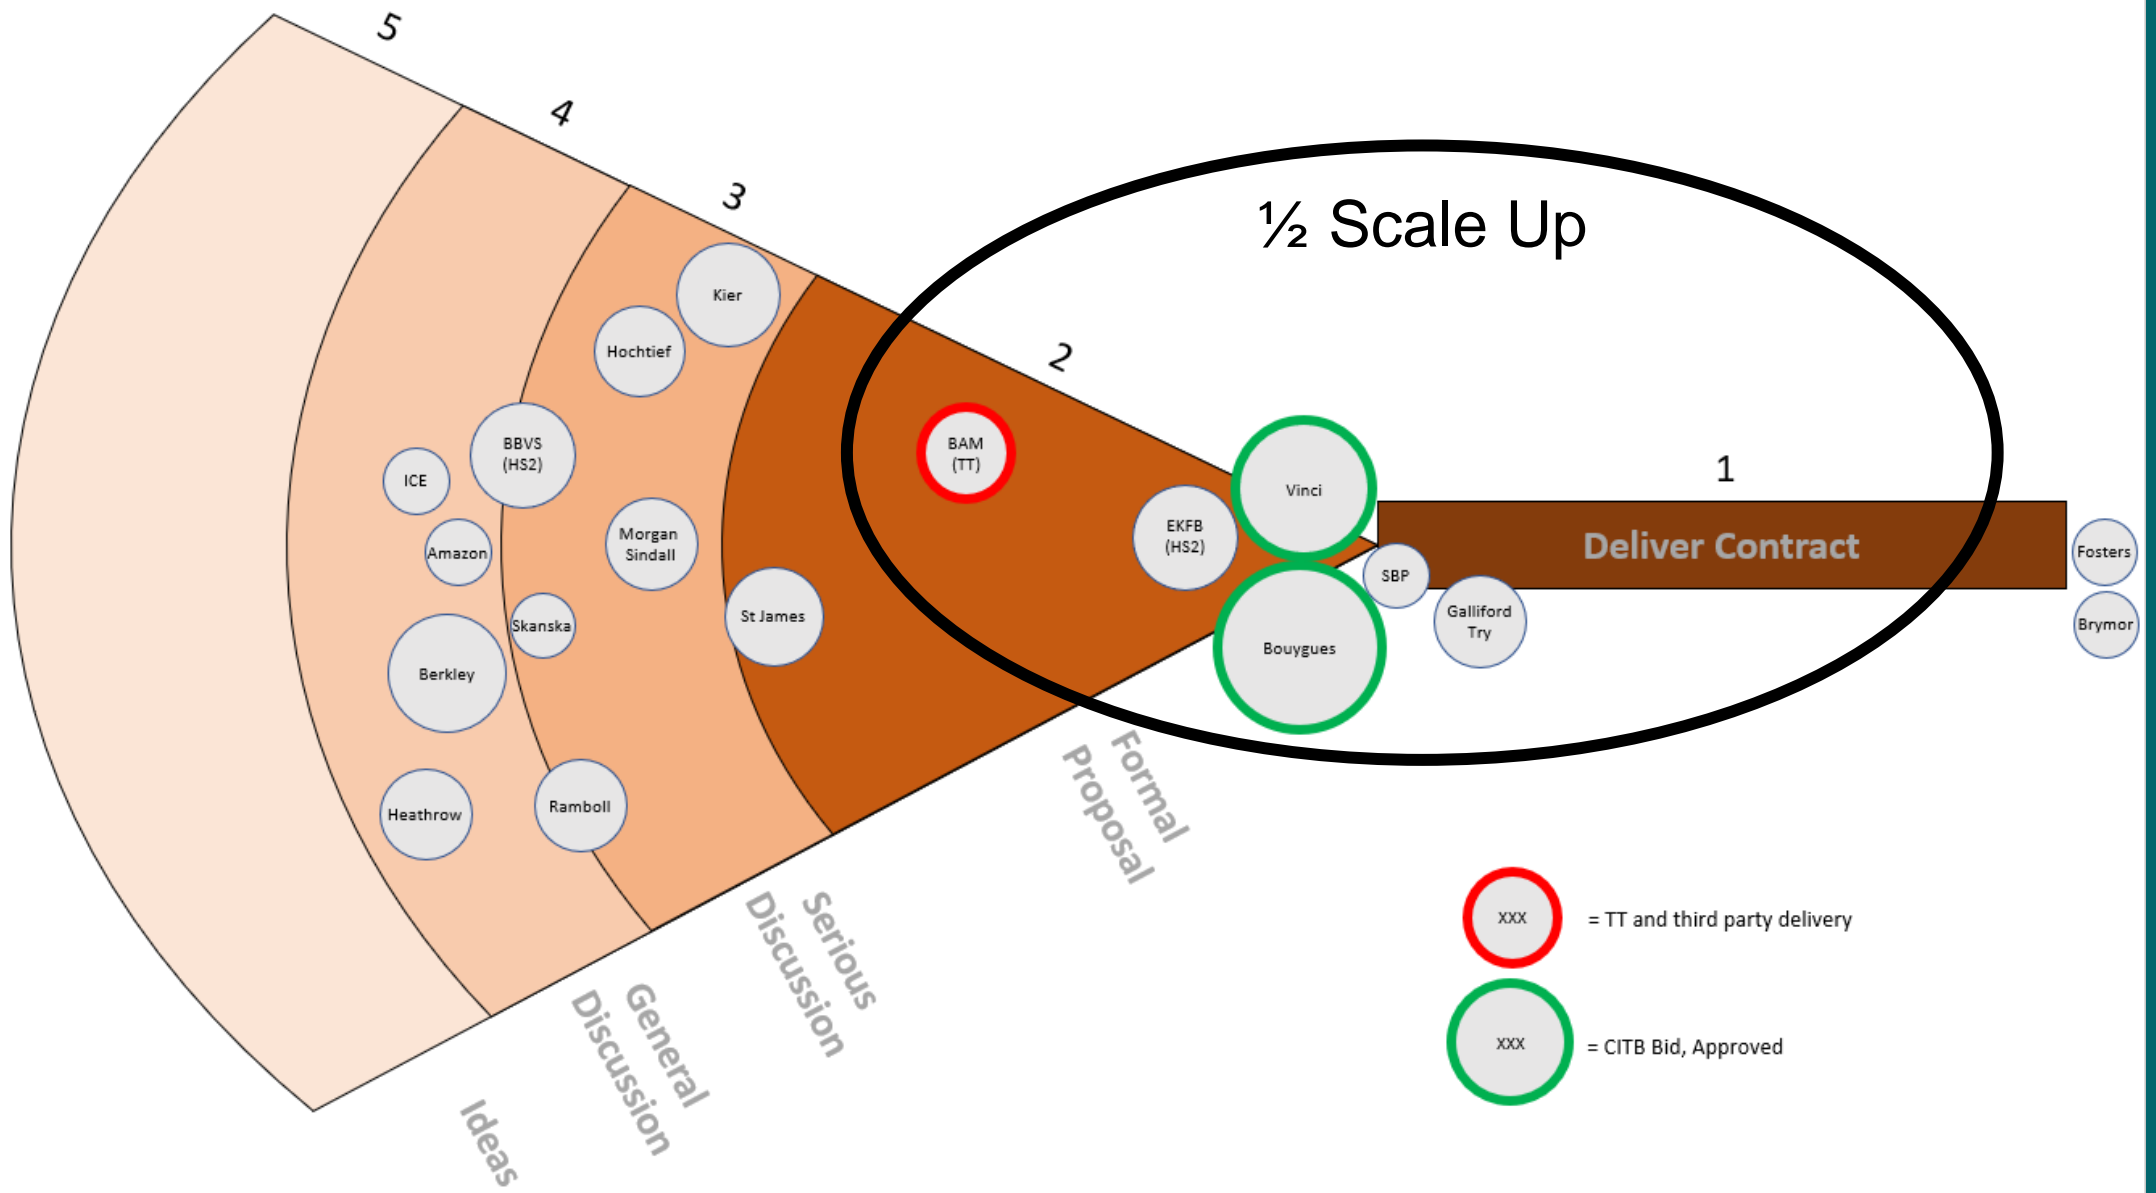 5
4
3
½ Scale Up
2
1
Kier
Hochtief
BBVS
(HS2)
ICE
BAM
(TT)
Vinci
EKFB
(HS2)
Morgan
Sindall
Amazon
Deliver Contract
Fosters
SBP
Galliford
Try
Brymor
St James
Skanska
Bouygues
Berkley
Heathrow
Ramboll
Formal
Proposal
Serious
Discussion
General
Discussion
Ideas
XXX
= TT and third party delivery
XXX
= CITB Bid, Approved